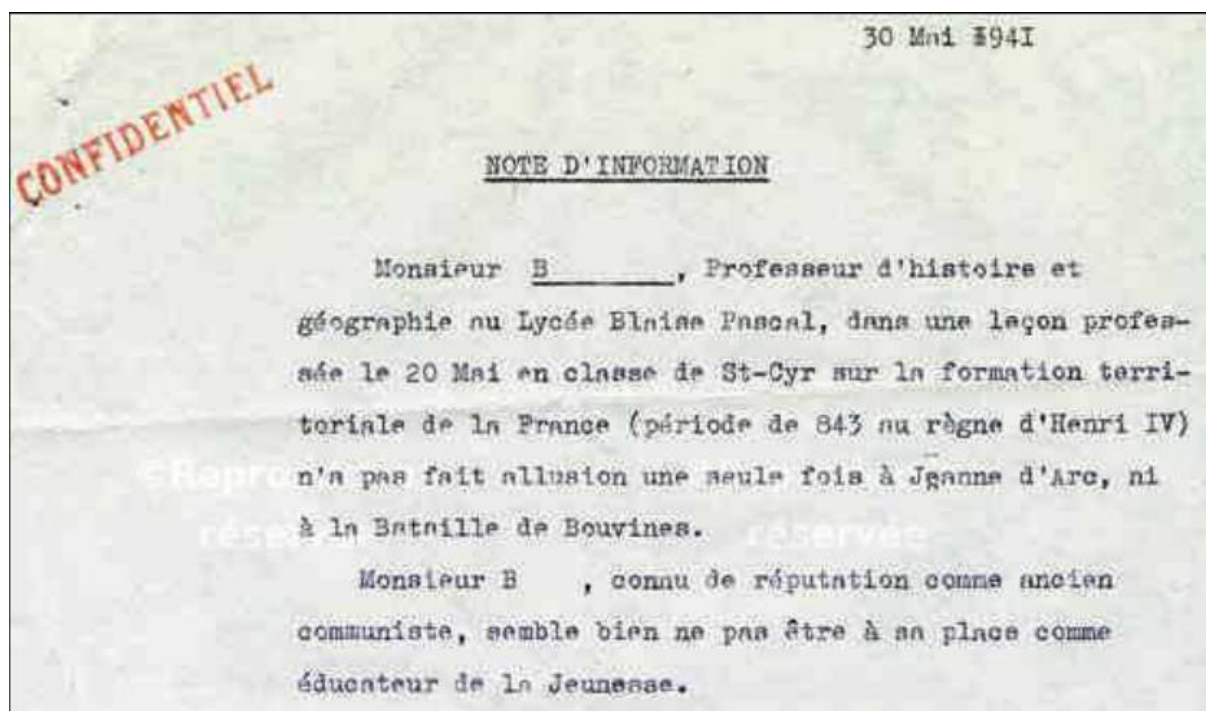 30 Mai 1941
CONFIDENTIEL
NOTE D'INFORMATION
Monsieur B________, Professeur d'histoire et
géographie au Lycée Blaise Pascal, dans une leçon profes-
sée le 20 Mai en classe de St-Cyr sur la formation terri-
toriale de la France (période de 843 au règne d'Henri IV)
n'a pas fait allusion une seule fois à Jeanne d'Arc, ni
à la Bataille de Bouvines.
Monsieur B , connu de réputation comme ancien
communiste, semble bien ne pas être à sa place comme
éducateur de la Jeunesse.